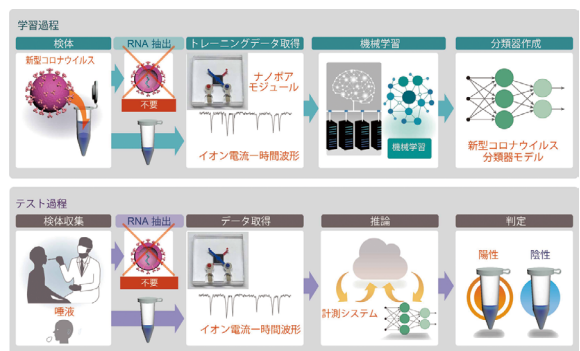 学習過程
検体
RNA 抽出
トレーニングデータ取得
機械学習
分類器作成
新型コロナウイルス
不要
ナノポア
モジュール
イオン電流ー時間波形
機械学習
新型コロナウイルス
分類器モデル
テスト過程
検体収集
RNA 抽出
データ取得
推論
判定
唾液
不要
イオン電流ー時間波形
計測システム
陽性
陰性